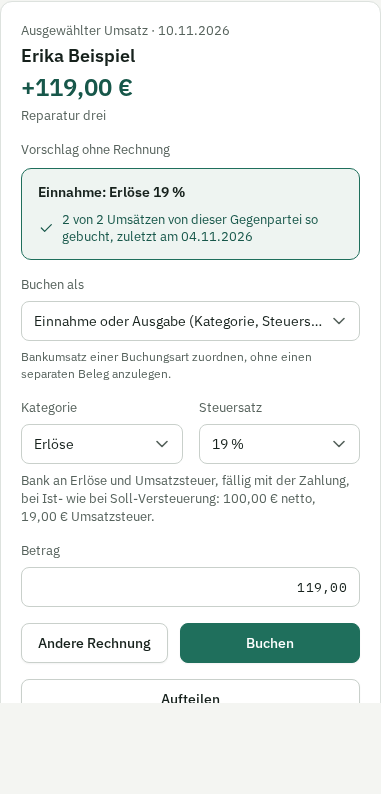 Ausgewählter Umsatz · 10.11.2026
Erika Beispiel
+119,00 €
Reparatur drei
Vorschlag ohne Rechnung
Einnahme: Erlöse 19 %
2 von 2 Umsätzen von dieser Gegenpartei so
gebucht, zuletzt am 04.11.2026
Buchen als
Einnahme oder Ausgabe (Kategorie, Steuers...
Bankumsatz einer Buchungsart zuordnen, ohne einen
separaten Beleg anzulegen.
Kategorie Steuersatz
Erlöse 19 %
Bank an Erlöse und Umsatzsteuer, fällig mit der Zahlung,
bei Ist- wie bei Soll-Versteuerung: 100,00 € netto,
19,00 € Umsatzsteuer.
Betrag
119,00
Andere Rechnung Buchen
Aufteilen